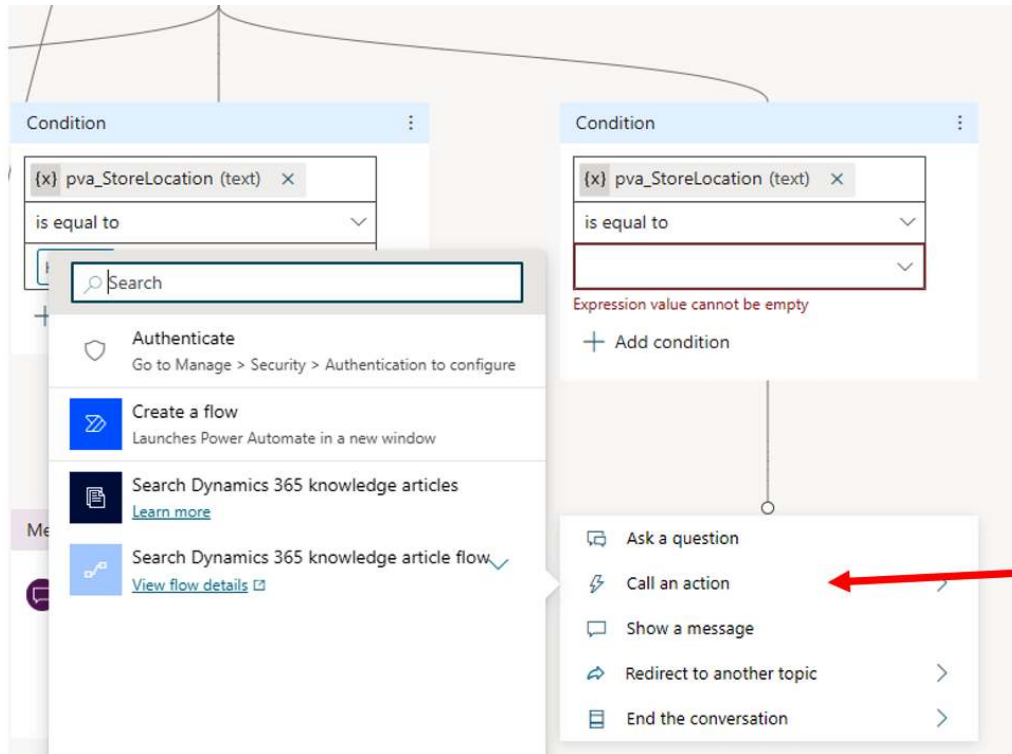 Condition
{x} pva_StoreLocation (text)
is equal to
Search
Authenticate
Go to Manage > Security > Authentication to configure
Create a flow
Launches Power Automate in a new window
Search Dynamics 365 knowledge articles
Learn more
Search Dynamics 365 knowledge article flow
View flow details
Condition
{x} pva_StoreLocation (text)
is equal to
Expression value cannot be empty
Add condition
Ask a question
Call an action
Show a message
Redirect to another topic
End the conversation